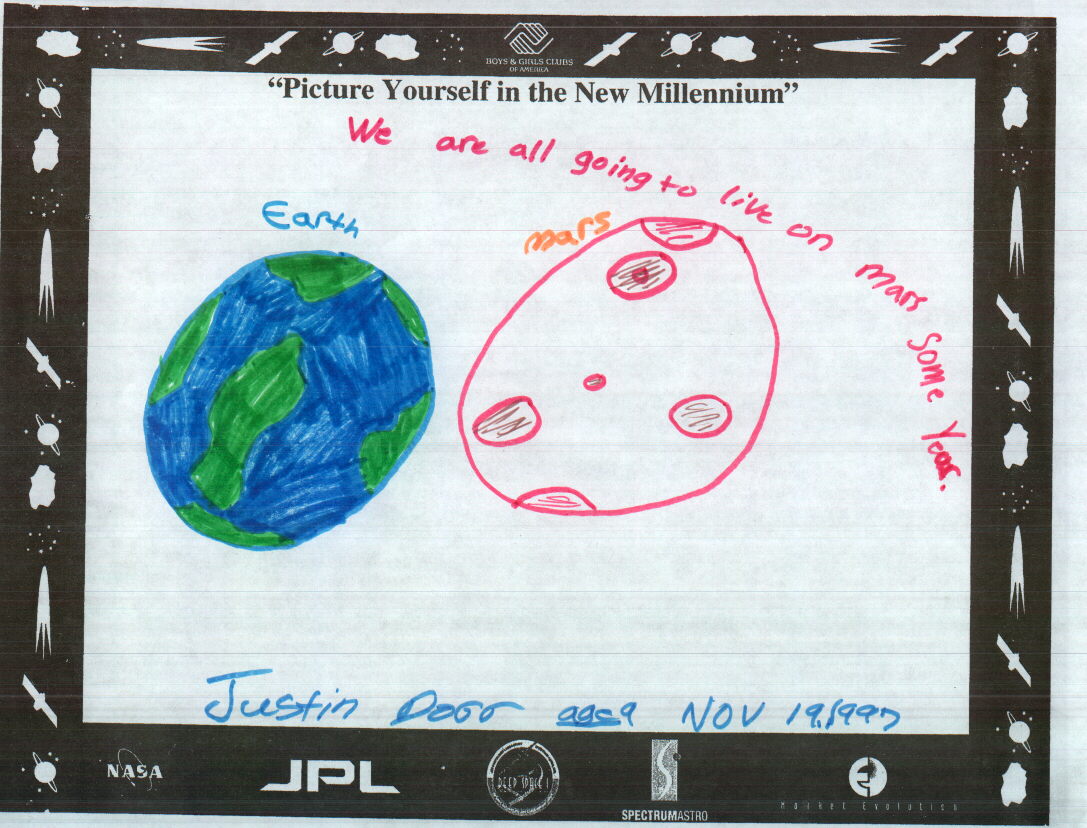 BOYS & GIRLS CLUBS
OF AMERICA
“Picture Yourself in the New Millennium”
We are all going to live on mars some Year.
Earth
mars
Justin Dorr age 9 NOV 19,1997
NASA
JPL
DEEP SPACE 1
SPECTRUMASTRO
Market Evolution